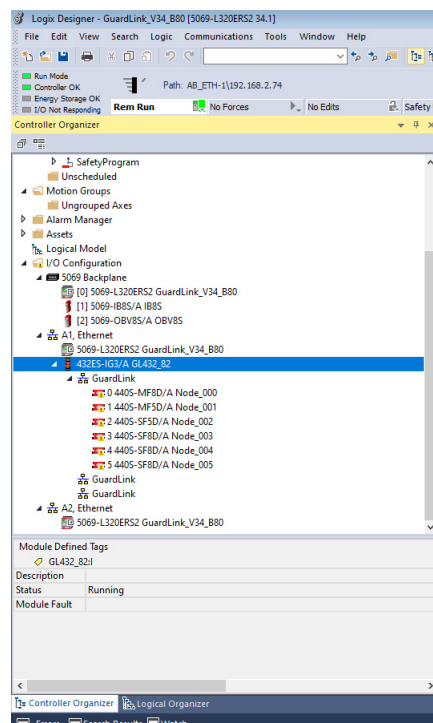 Logix Designer - GuardLink_V34_B80 [5069-L320ERS2 34.1]
File Edit View Search Logic Communications Tools Window Help
Run Mode
Controller OK
Energy Storage OK
I/O Not Responding
Path: AB_ETH-1\192.168.2.74
Rem Run No Forces No Edits Safety
Controller Organizer
SafetyProgram
Unscheduled
Motion Groups
Ungrouped Axes
Alarm Manager
Assets
Logical Model
I/O Configuration
5069 Backplane
[0] 5069-L320ERS2 GuardLink_V34_B80
[1] 5069-IB8S/A IB8S
[2] 5069-OBV8S/A OBV8S
A1, Ethernet
5069-L320ERS2 GuardLink_V34_B80
432ES-IG3/A GL432_82
GuardLink
0 440S-MF8D/A Node_000
1 440S-MF5D/A Node_001
2 440S-SF5D/A Node_002
3 440S-SF8D/A Node_003
4 440S-SF8D/A Node_004
5 440S-SF8D/A Node_005
GuardLink
GuardLink
A2, Ethernet
5069-L320ERS2 GuardLink_V34_B80
Module Defined Tags
GL432_82:I
Description
Status Running
Module Fault
Controller Organizer Logical Organizer
Errors Search Results Watch